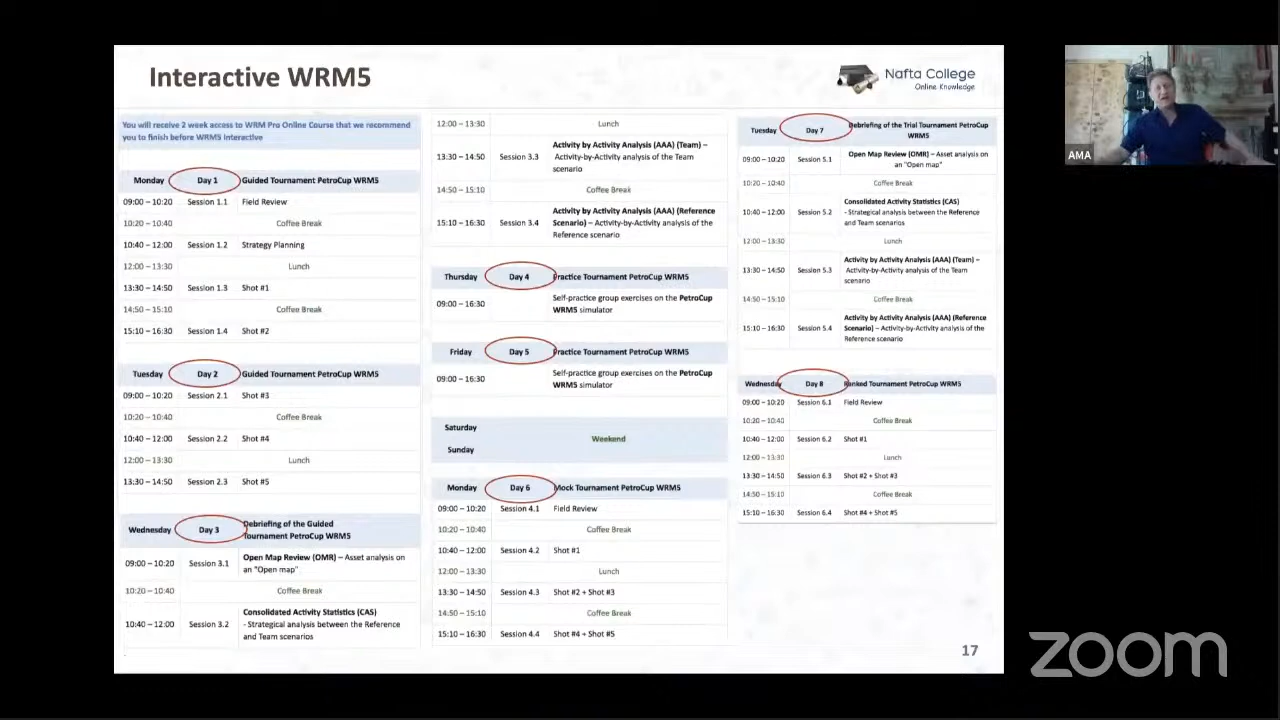 Interactive WRM5
Nafta College
Online Knowledge
You will receive 2 week access to WRM Pro Online Course that we recommend
you to finish before WRM5 Interactive
Monday Day 1 Guided Tournament PetroCup WRM5
09:00 – 10:20 Session 1.1 Field Review
10:20 – 10:40 Coffee Break
10:40 – 12:00 Session 1.2 Strategy Planning
12:00 – 13:30 Lunch
13:30 – 14:50 Session 1.3 Shot #1
14:50 – 15:10 Coffee Break
15:10 – 16:30 Session 1.4 Shot #2
Tuesday Day 2 Guided Tournament PetroCup WRM5
09:00 – 10:20 Session 2.1 Shot #3
10:20 – 10:40 Coffee Break
10:40 – 12:00 Session 2.2 Shot #4
12:00 – 13:30 Lunch
13:30 – 14:50 Session 2.3 Shot #5
Wednesday Day 3 Debriefing of the Guided
Tournament PetroCup WRM5
09:00 – 10:20 Session 3.1 Open Map Review (OMR) – Asset analysis on
an "Open map"
10:20 – 10:40 Coffee Break
10:40 – 12:00 Session 3.2 Consolidated Activity Statistics (CAS)
- Strategical analysis between the Reference
and Team scenarios
12:00 – 13:30 Lunch
13:30 – 14:50 Session 3.3 Activity by Activity Analysis (AAA) (Team) –
Activity-by-Activity analysis of the Team
scenario
14:50 – 15:10 Coffee Break
15:10 – 16:30 Session 3.4 Activity by Activity Analysis (AAA) (Reference
Scenario) – Activity-by-Activity analysis of the
Reference scenario
Thursday Day 4 Practice Tournament PetroCup WRM5
09:00 – 16:30 Self-practice group exercises on the PetroCup
WRM5 simulator
Friday Day 5 Practice Tournament PetroCup WRM5
09:00 – 16:30 Self-practice group exercises on the PetroCup
WRM5 simulator
Saturday
Weekend
Sunday
Monday Day 6 Mock Tournament PetroCup WRM5
09:00 – 10:20 Session 4.1 Field Review
10:20 – 10:40 Coffee Break
10:40 – 12:00 Session 4.2 Shot #1
12:00 – 13:30 Lunch
13:30 – 14:50 Session 4.3 Shot #2 + Shot #3
14:50 – 15:10 Coffee Break
15:10 – 16:30 Session 4.4 Shot #4 + Shot #5
Tuesday Day 7 Debriefing of the Trial Tournament PetroCup
WRM5
09:00 – 10:20 Session 5.1 Open Map Review (OMR) – Asset analysis on
an "Open map"
10:20 – 10:40 Coffee Break
10:40 – 12:00 Session 5.2 Consolidated Activity Statistics (CAS)
- Strategical analysis between the Reference
and Team scenarios
12:00 – 13:30 Lunch
13:30 – 14:50 Session 5.3 Activity by Activity Analysis (AAA) (Team) –
Activity-by-Activity analysis of the Team
scenario
14:50 – 15:10 Coffee Break
15:10 – 16:30 Session 5.4 Activity by Activity Analysis (AAA) (Reference
Scenario) – Activity-by-Activity analysis of the
Reference scenario
Wednesday Day 8 Ranked Tournament PetroCup WRM5
09:00 – 10:20 Session 6.1 Field Review
10:20 – 10:40 Coffee Break
10:40 – 12:00 Session 6.2 Shot #1
12:00 – 13:30 Lunch
13:30 – 14:50 Session 6.3 Shot #2 + Shot #3
14:50 – 15:10 Coffee Break
15:10 – 16:30 Session 6.4 Shot #4 + Shot #5
17
AMA
zoom